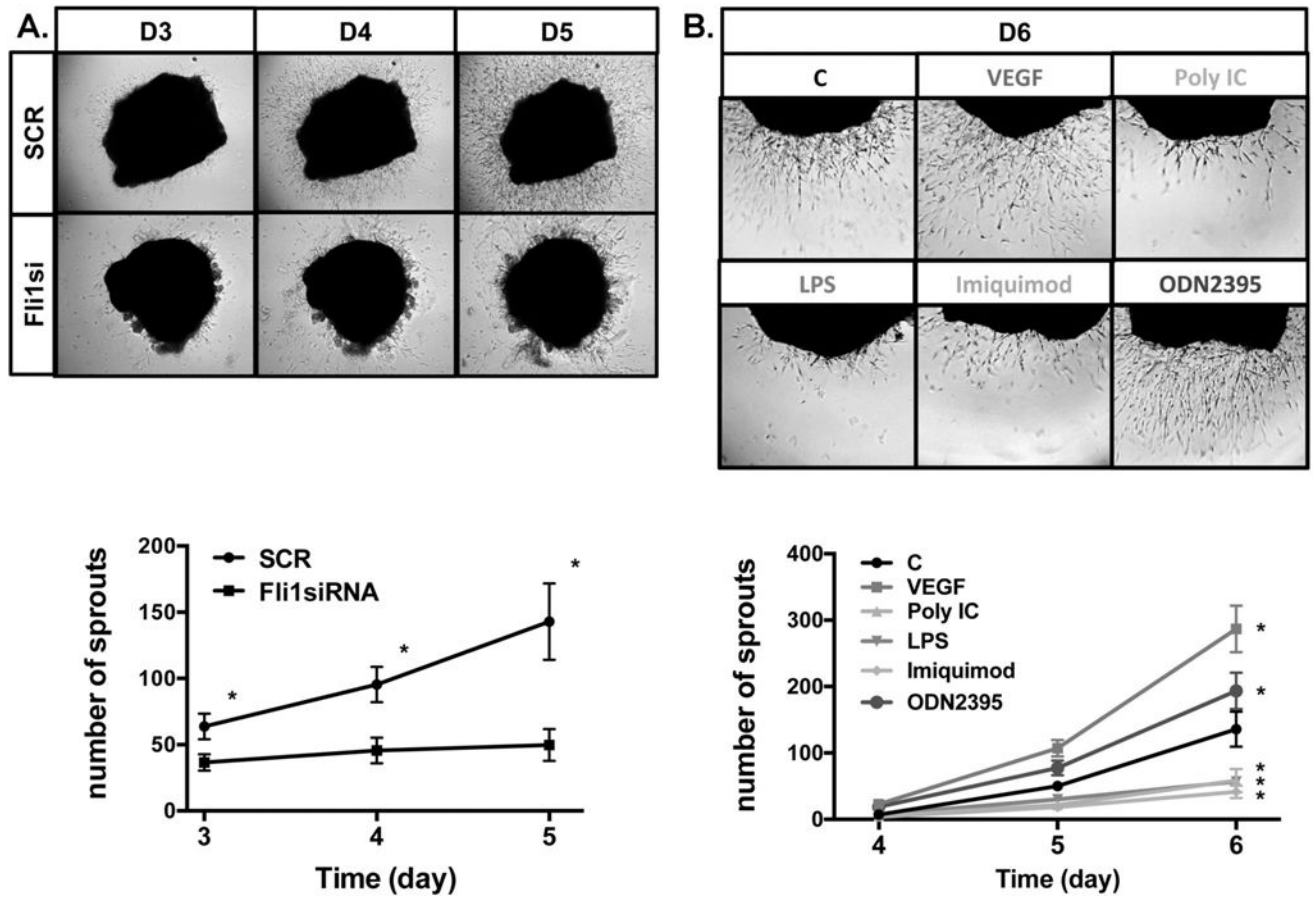 A.
D3 D4 D5
SCR
Fli1si
B.
D6
C VEGF Poly IC
LPS Imiquimod ODN2395
number of sprouts
200
150
100
50
0
SCR
Fli1siRNA
*
*
*
3 4 5
Time (day)
number of sprouts
400
300
200
100
0
C
VEGF
Poly IC
LPS
Imiquimod
ODN2395
*
*
*
*
*
4 5 6
Time (day)